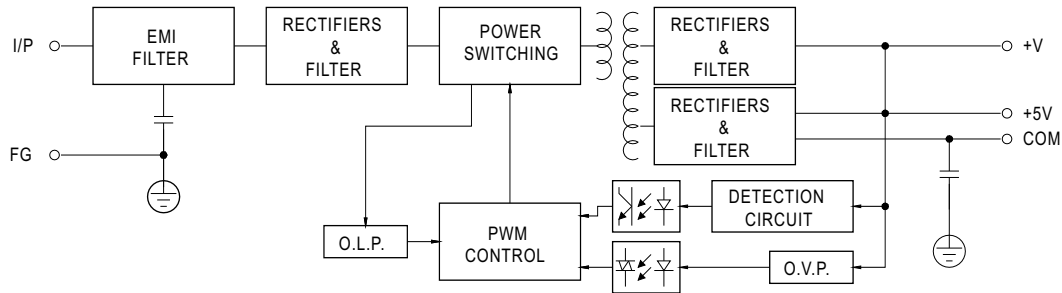 I/P
EMI
FILTER
RECTIFIERS
&
FILTER
POWER
SWITCHING
RECTIFIERS
&
FILTER
+V
RECTIFIERS
&
FILTER
+5V
COM
FG
O.L.P.
PWM
CONTROL
DETECTION
CIRCUIT
O.V.P.